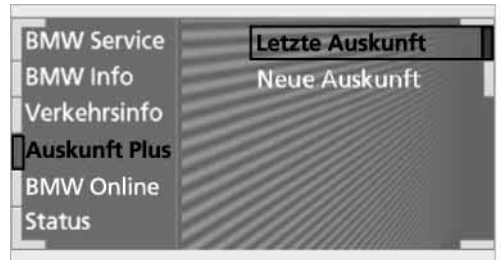 BMW Service
BMW Info
Verkehrsinfo
Auskunft Plus
BMW Online
Status
Letzte Auskunft
Neue Auskunft